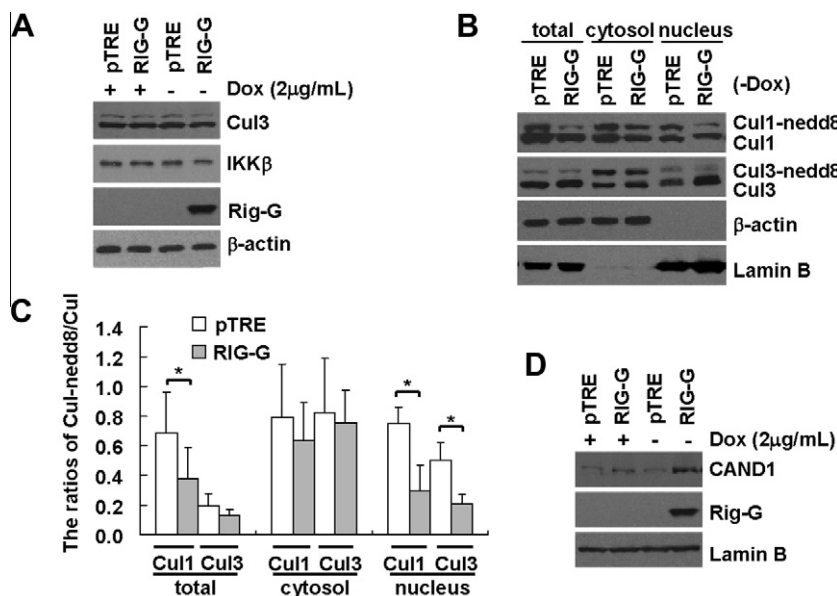 A
pTRE
RIG-G
pTRE
RIG-G
+ + - - Dox (2µg/mL)
Cul3
IKKβ
Rig-G
β-actin
B
total cytosol nucleus
pTRE
RIG-G
pTRE
RIG-G
pTRE
RIG-G
(-Dox)
Cul1-nedd8
Cul1
Cul3-nedd8
Cul3
β-actin
Lamin B
C
The ratios of Cul-nedd8/Cul
1.4
1.2
1.0
0.8
0.6
0.4
0.2
0.0
pTRE
RIG-G
*
*
*
Cul1 Cul3 Cul1 Cul3 Cul1 Cul3
total cytosol nucleus
D
pTRE
RIG-G
pTRE
RIG-G
+ + - - Dox (2µg/mL)
CAND1
Rig-G
Lamin B